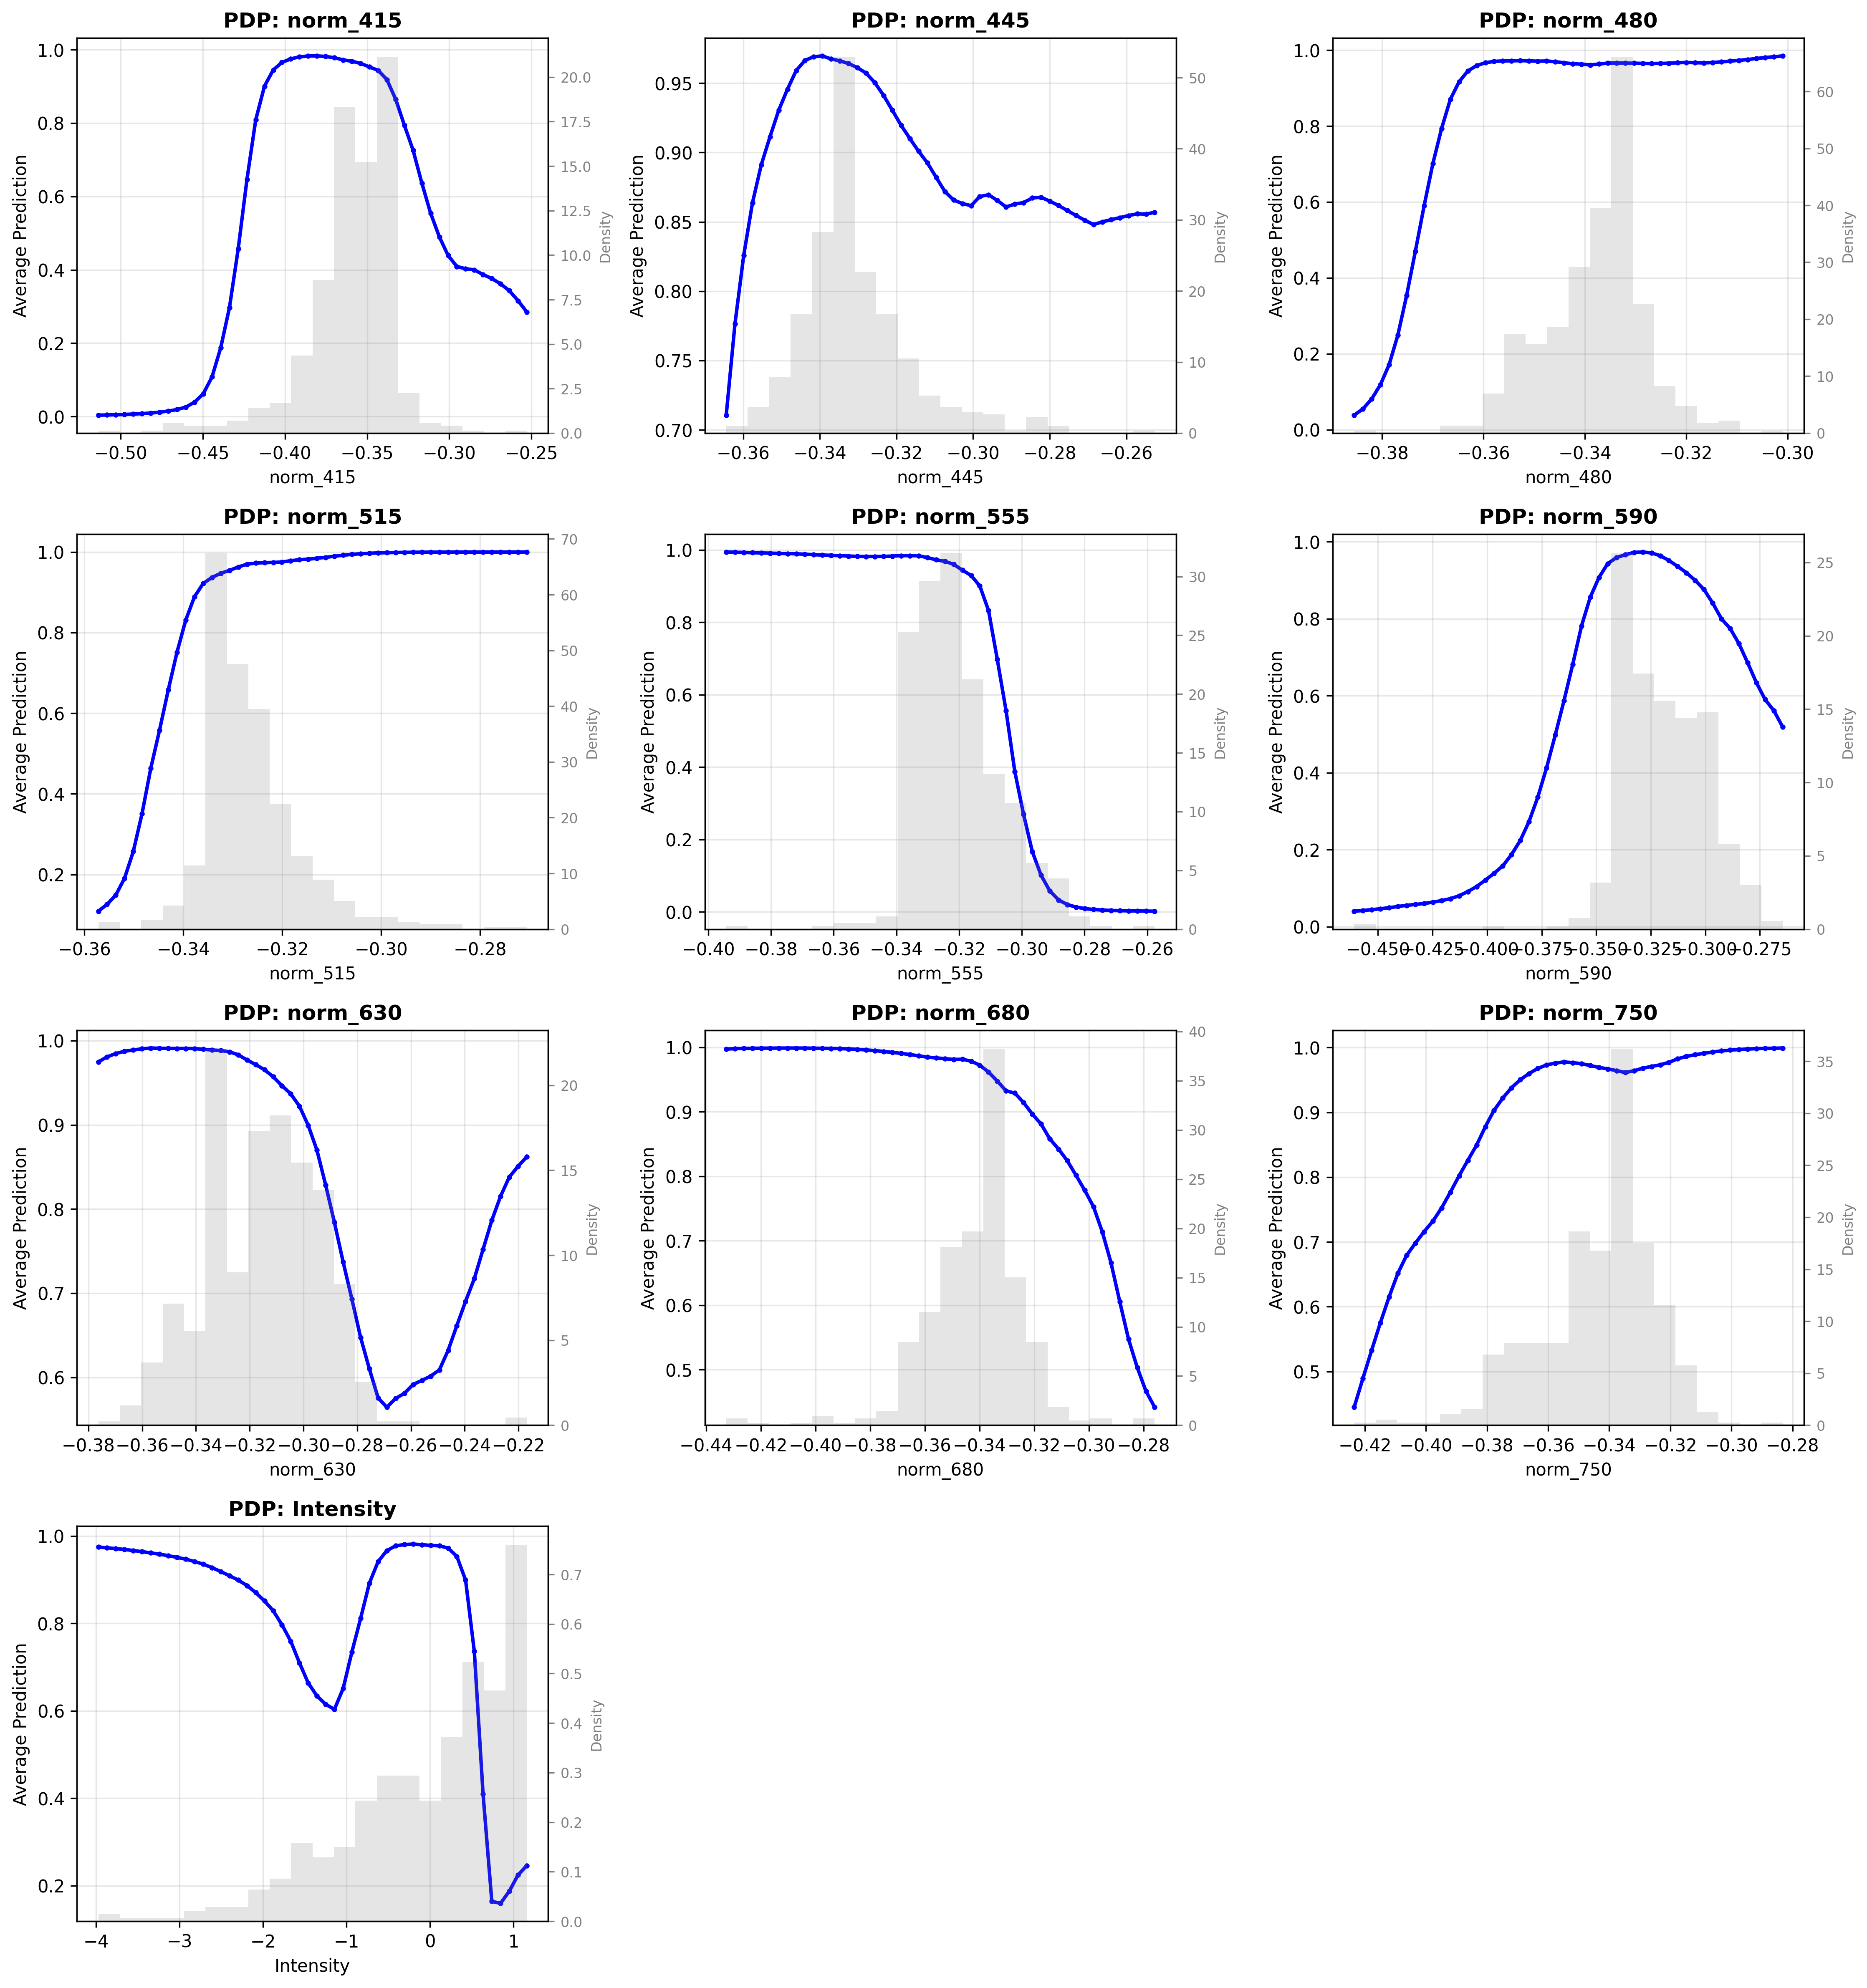 PDP: norm_415
1.0
0.8
0.6
0.4
0.2
0.0
Average Prediction
20.0
17.5
15.0
12.5
10.0
7.5
5.0
2.5
0.0
Density
−0.50 −0.45 −0.40 −0.35 −0.30 −0.25
norm_415
PDP: norm_445
0.95
0.90
0.85
0.80
0.75
0.70
Average Prediction
50
40
30
20
10
0
Density
−0.36 −0.34 −0.32 −0.30 −0.28 −0.26
norm_445
PDP: norm_480
1.0
0.8
0.6
0.4
0.2
0.0
Average Prediction
60
50
40
30
20
10
0
Density
−0.38 −0.36 −0.34 −0.32 −0.30
norm_480
PDP: norm_515
1.0
0.8
0.6
0.4
0.2
Average Prediction
70
60
50
40
30
20
10
0
Density
−0.36 −0.34 −0.32 −0.30 −0.28
norm_515
PDP: norm_555
1.0
0.8
0.6
0.4
0.2
0.0
Average Prediction
30
25
20
15
10
5
0
Density
−0.40 −0.38 −0.36 −0.34 −0.32 −0.30 −0.28 −0.26
norm_555
PDP: norm_590
1.0
0.8
0.6
0.4
0.2
0.0
Average Prediction
25
20
15
10
5
0
Density
−0.450 −0.425 −0.400 −0.375 −0.350 −0.325 −0.300 −0.275
norm_590
PDP: norm_630
1.0
0.9
0.8
0.7
0.6
Average Prediction
20
15
10
5
0
Density
−0.38 −0.36 −0.34 −0.32 −0.30 −0.28 −0.26 −0.24 −0.22
norm_630
PDP: norm_680
1.0
0.9
0.8
0.7
0.6
0.5
Average Prediction
40
35
30
25
20
15
10
5
0
Density
−0.44 −0.42 −0.40 −0.38 −0.36 −0.34 −0.32 −0.30 −0.28
norm_680
PDP: norm_750
1.0
0.9
0.8
0.7
0.6
0.5
Average Prediction
35
30
25
20
15
10
5
0
Density
−0.42 −0.40 −0.38 −0.36 −0.34 −0.32 −0.30 −0.28
norm_750
PDP: Intensity
1.0
0.8
0.6
0.4
0.2
Average Prediction
0.7
0.6
0.5
0.4
0.3
0.2
0.1
0.0
Density
−4 −3 −2 −1 0 1
Intensity